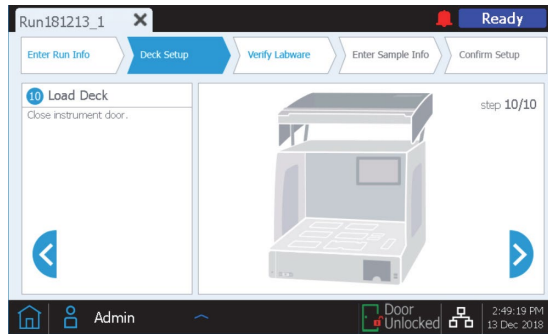 Run181213_1
Ready
Enter Run Info
Deck Setup
Verify Labware
Enter Sample Info
Confirm Setup
10 Load Deck
Close instrument door.
step 10/10
Admin
Door
Unlocked
2:49:19 PM
13 Dec 2018